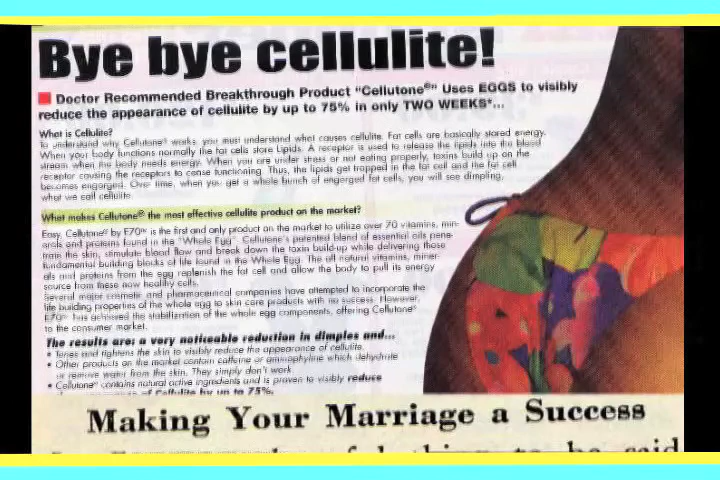 Bye bye cellulite!
Doctor Recommended Breakthrough Product "Cellutone®" Uses EGGS to visibly
reduce the appearance of cellulite by up to 75% in only TWO WEEKS*...
What is Cellulite?
To understand why Cellutone® works, you must understand what causes cellulite. Fat cells are basically stored energy.
When your body functions normally the fat cells store Lipids. A receptor is used to release the lipids into the blood
stream when the body needs energy. When you are under stress or not eating properly, toxins build up on the
receptor causing the receptors to cease functioning. Thus, the lipids get trapped in the fat cell and the fat cell
becomes engorged. Over time, when you get a whole bunch of engorged fat cells, you will see dimpling,
what we call cellulite.
What makes Cellutone® the most effective cellulite product on the market?
Easy, Cellutone® by E70™ is the first and only product on the market to utilize over 70 vitamins, min-
erals and proteins found in the "Whole Egg". Cellutone's patented blend of essential oils pene-
trate the skin, stimulate blood flow and break down the toxin build-up while delivering these
fundamental building blocks of life found in the Whole Egg. The all natural vitamins, miner-
als and proteins from the egg replenish the fat cell and allow the body to pull its energy
source from these now healthy cells.
Several major cosmetic and pharmaceutical companies have attempted to incorporate the
life building properties of the whole egg to skin care products with no success. However,
E70™ has achieved the stabilization of the whole egg components, offering Cellutone®
to the consumer market.
The results are: a very noticeable reduction in dimples and...
• Tones and tightens the skin to visibly reduce the appearance of cellulite.
• Other products on the market contain caffeine or aminophyline which dehydrate
or remove water from the skin. They simply don't work
• Cellutone® contains natural active ingredients and is proven to visibly reduce
of Cellulite by up to 75%.
Making Your Marriage a Success
to be said